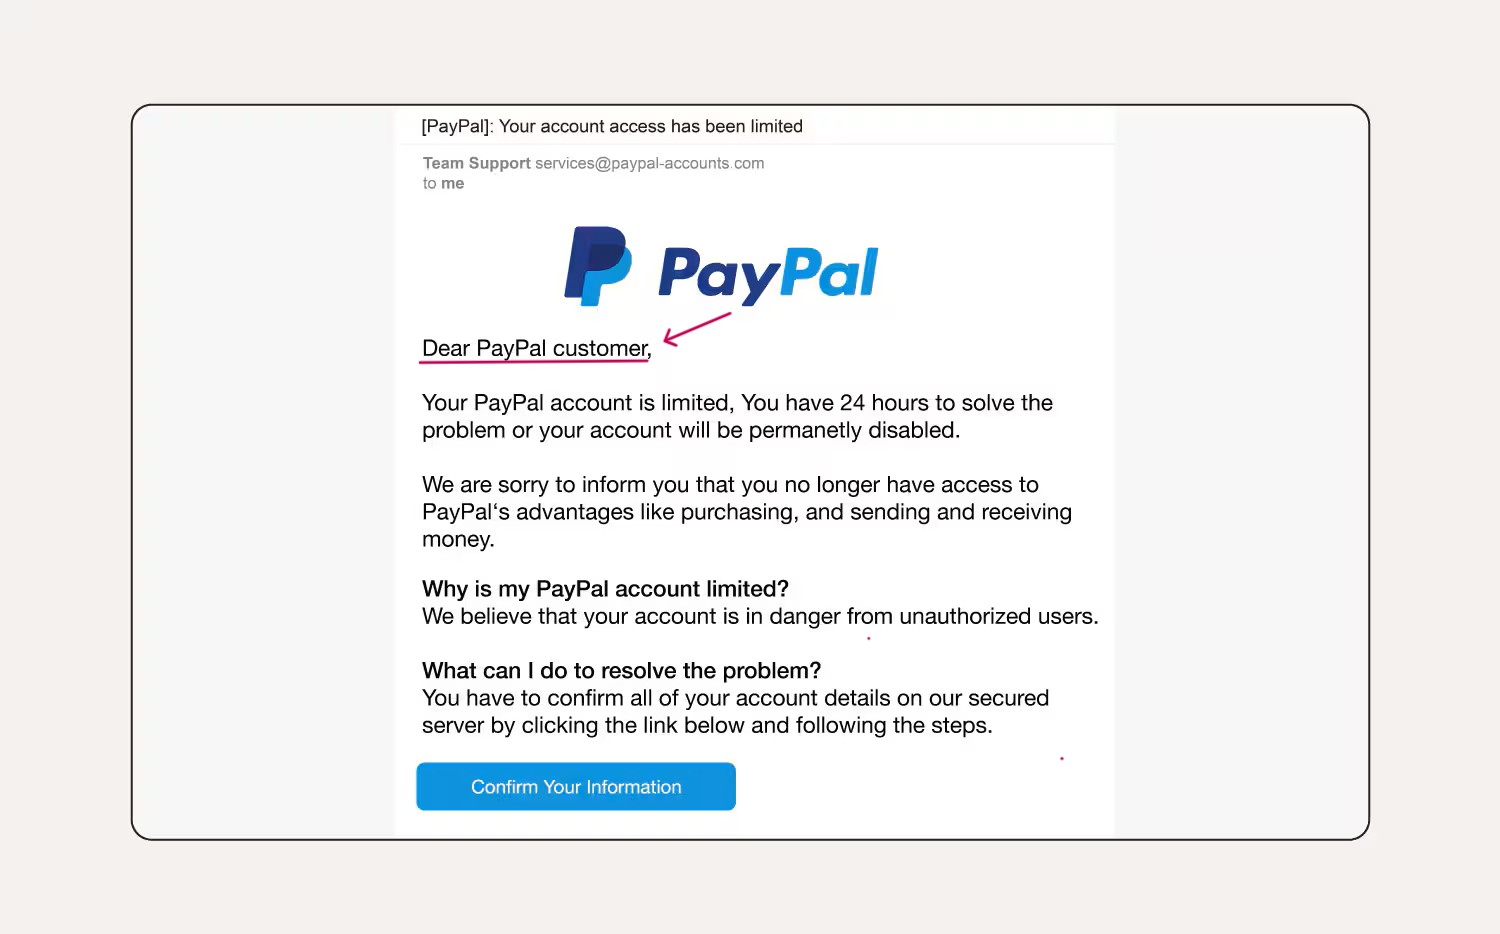 [PayPal]: Your account access has been limited
Team Support services@paypal-accounts.com
to me
PayPal
Dear PayPal customer,
Your PayPal account is limited, You have 24 hours to solve the
problem or your account will be permanetly disabled.
We are sorry to inform you that you no longer have access to
PayPal‘s advantages like purchasing, and sending and receiving
money.
Why is my PayPal account limited?
We believe that your account is in danger from unauthorized users.
What can I do to resolve the problem?
You have to confirm all of your account details on our secured
server by clicking the link below and following the steps.
Confirm Your Information